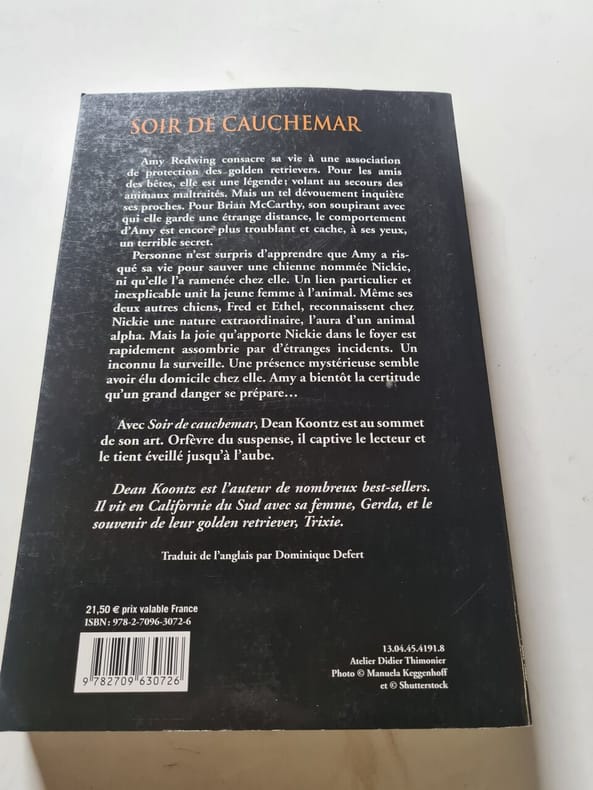 SOIR DE CAUCHEMAR
Amy Redwing consacre sa vie à une association
de protection des golden retrievers. Pour les amis
des bêtes, elle est une légende ; volant au secours des
animaux maltraités. Mais un tel dévouement inquiète
ses proches. Pour Brian McCarthy, son soupirant avec
qui elle garde une étrange distance, le comportement
d'Amy est encore plus troublant et cache, à ses yeux,
un terrible secret.
Personne n'est surpris d'apprendre que Amy a ris-
qué sa vie pour sauver une chienne nommée Nickie,
ni qu'elle l'a ramenée chez elle. Un lien particulier et
inexplicable unit la jeune femme à l'animal. Même ses
deux autres chiens, Fred et Ethel, reconnaissent chez
Nickie une nature extraordinaire, l'aura d'un animal
alpha. Mais la joie qu'apporte Nickie dans le foyer est
rapidement assombrie par d'étranges incidents. Un
inconnu la surveille. Une présence mystérieuse semble
avoir élu domicile chez elle. Amy a bientôt la certitude
qu'un grand danger se prépare...
Avec Soir de cauchemar, Dean Koontz est au sommet
de son art. Orfèvre du suspense, il captive le lecteur et
le tient éveillé jusqu'à l'aube.
Dean Koontz est l'auteur de nombreux best-sellers.
Il vit en Californie du Sud avec sa femme, Gerda, et le
souvenir de leur golden retriever, Trixie.
Traduit de l'anglais par Dominique Defert
21,50 € prix valable France
ISBN : 978-2-7096-3072-6
9 782709 630726
13.04.45.4191.8
Atelier Didier Thimonier
Photo © Manuela Keggenhoff
et © Shutterstock